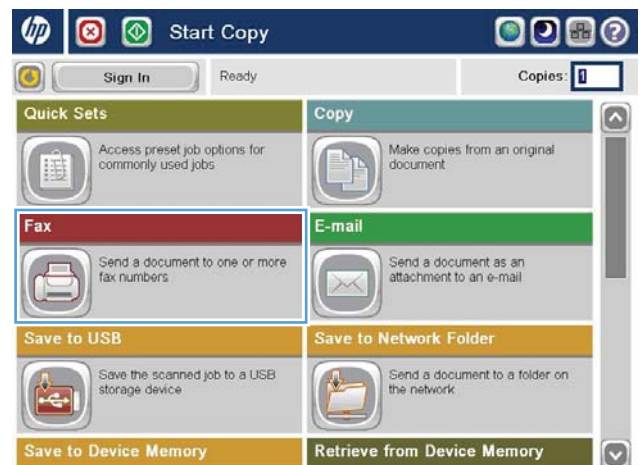 hp Start Copy
Sign In Ready Copies: 1
Quick Sets
Access preset job options for
commonly used jobs
Copy
Make copies from an original
document
Fax
Send a document to one or more
fax numbers
E-mail
Send a document as an
attachment to an e-mail
Save to USB
Save the scanned job to a USB
storage device
Save to Network Folder
Send a document to a folder on
the network
Save to Device Memory
Retrieve from Device Memory